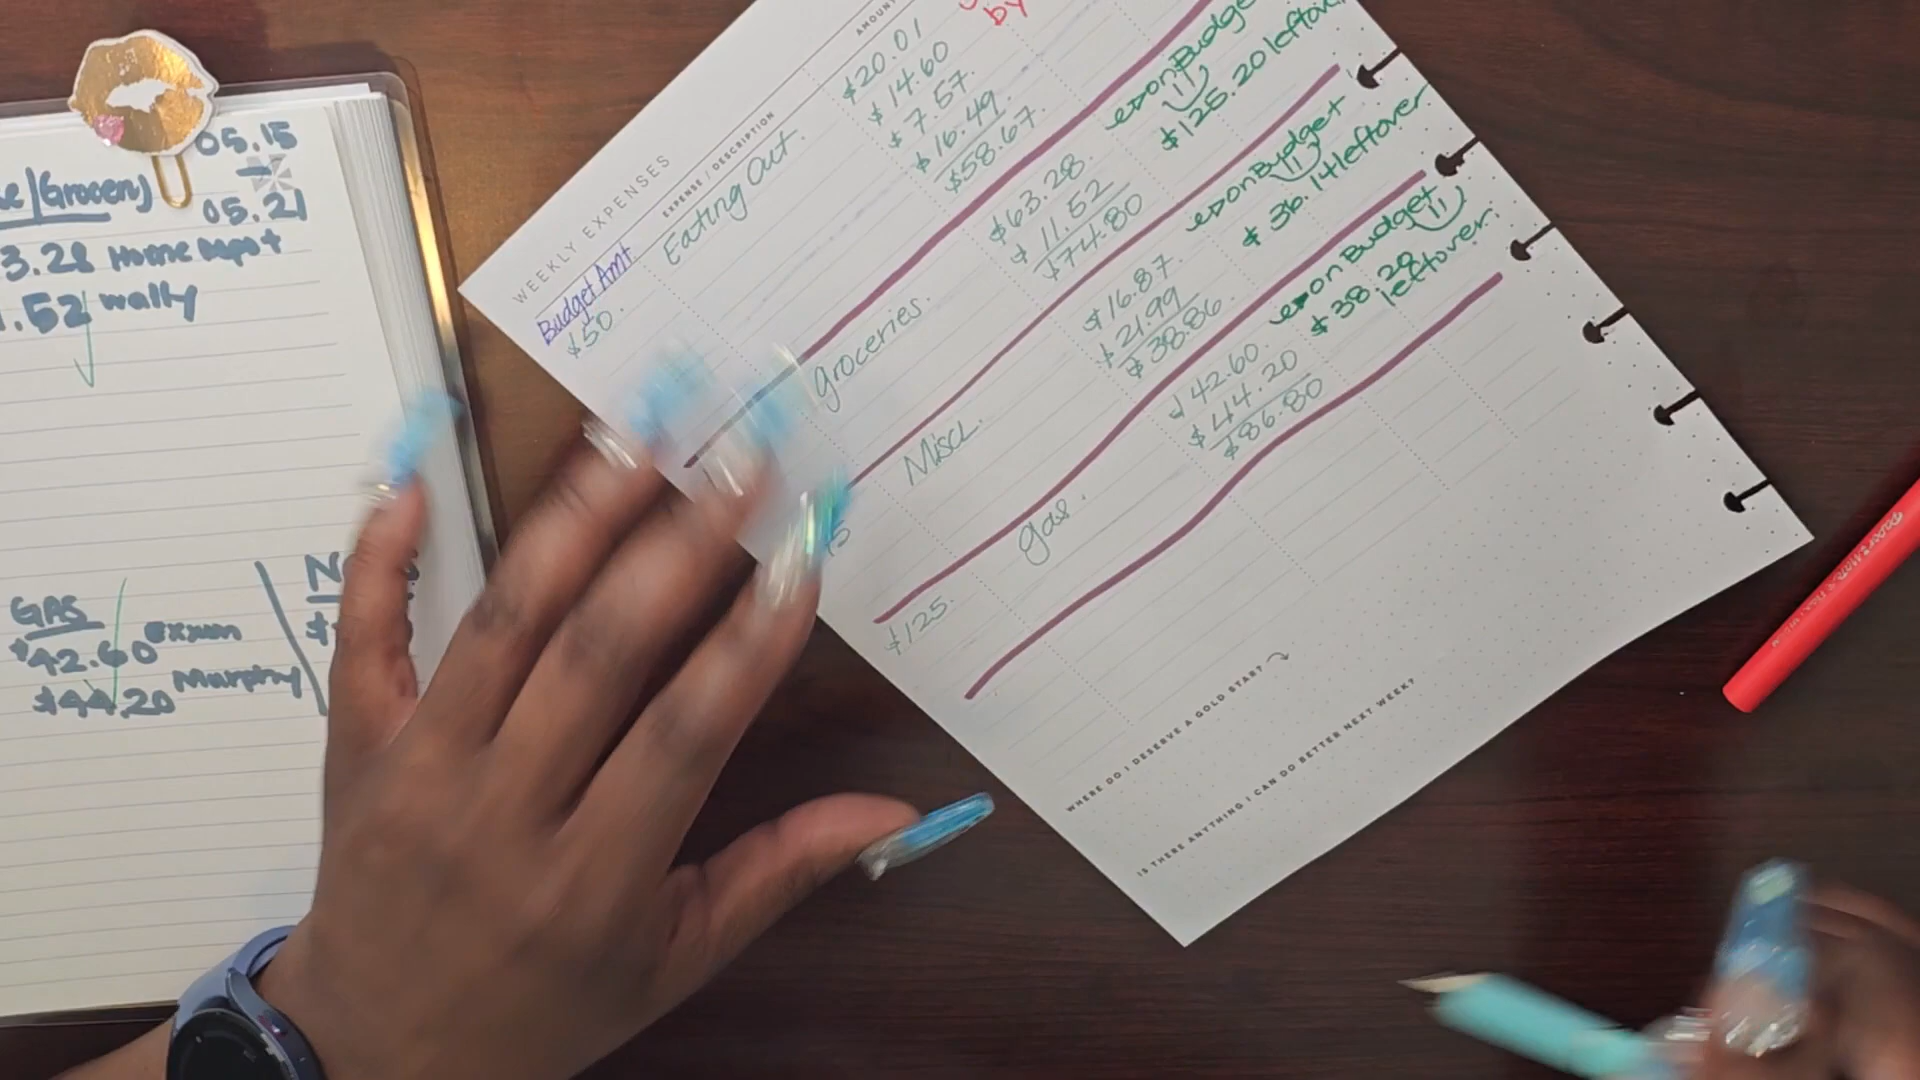 05.15
-
05.21
/Grocery)
3.28 Home Depot
.52 wally
GAS
$42.60 Exxon
$44.20 Murphy
WEEKLY EXPENSES
EXPENSE / DESCRIPTION
Budget Amt
$50.
Eating Out.
$20.01
$14.60
$7.57.
$16.49
$58.67.
by
groceries.
$63.28.
$11.52
$74.80
on Budget
$125.20 leftover
Miscl.
$16.87.
$21.99
$38.86.
on Budget
$36.14 leftover
$125.
gas.
$42.60.
$44.20
$86.80
on Budget
$38.20
leftover.
WHERE DO I DESERVE A GOLD STAR?
IS THERE ANYTHING I CAN DO BETTER NEXT WEEK?